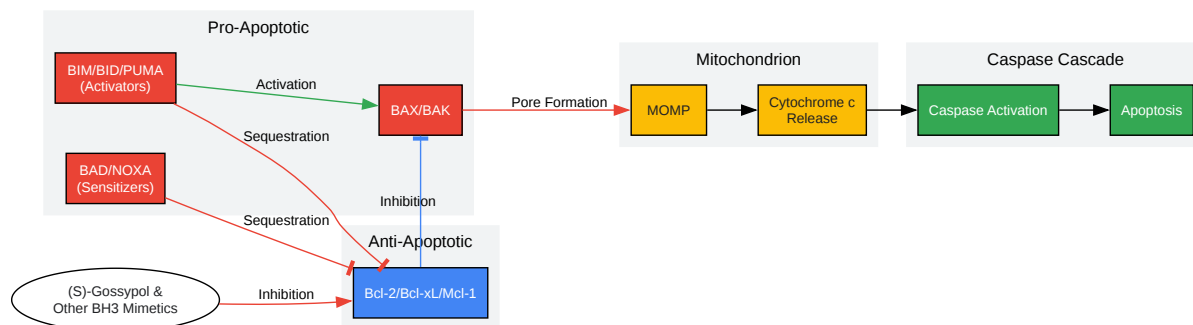 Pro-Apoptotic
BIM/BID/PUMA
(Activators)
Activation
BAX/BAK
Pore Formation
Sequestration
BAD/NOXA
(Sensitizers)
Sequestration
Inhibition
Anti-Apoptotic
Bcl-2/Bcl-xL/Mcl-1
(S)-Gossypol &
Other BH3 Mimetics
Inhibition
Mitochondrion
MOMP
Cytochrome c
Release
Caspase Cascade
Caspase Activation
Apoptosis